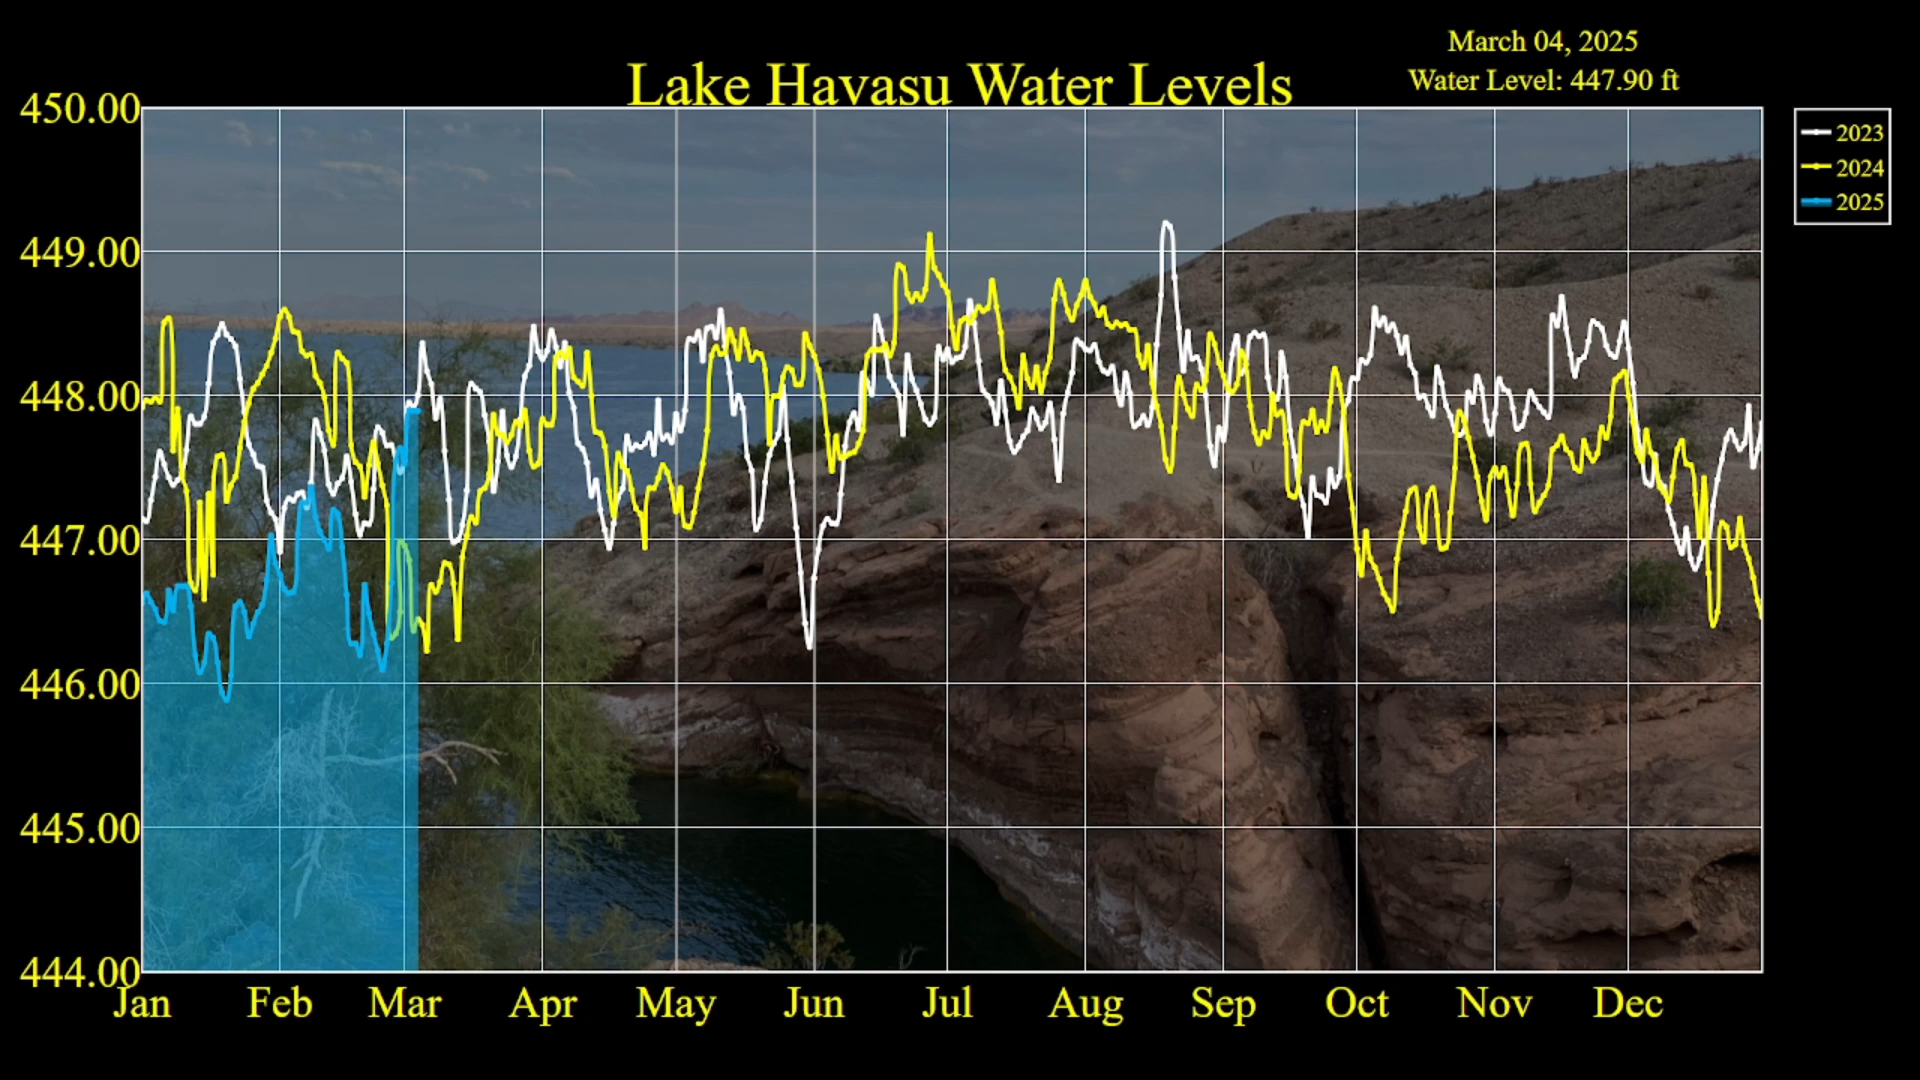 March 04, 2025
Water Level: 447.90 ft
Lake Havasu Water Levels
450.00
449.00
448.00
447.00
446.00
445.00
444.00
Jan Feb Mar Apr May Jun Jul Aug Sep Oct Nov Dec
2023
2024
2025